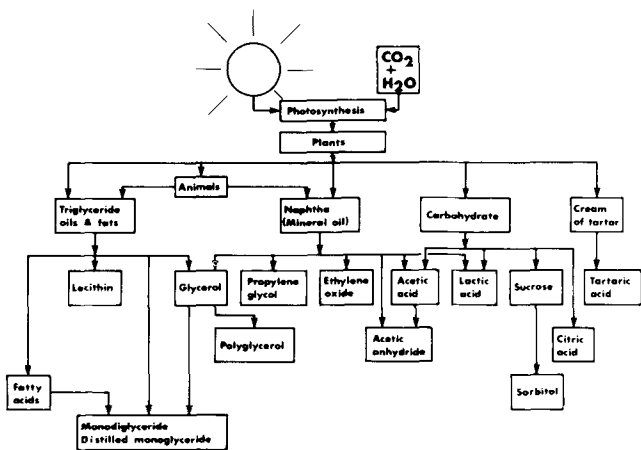 CO2
+
H2O
Photosynthesis
Plants
Animals
Triglyceride
oils & fats
Naphtha
(Mineral oil)
Carbohydrate
Cream
of tartar
Lecithin
Glycerol
Propylene
glycol
Ethylene
oxide
Acetic
acid
Lactic
acid
Sucrose
Tartaric
acid
Polyglycerol
Acetic
anhydride
Citric
acid
Fatty
acids
Sorbitol
Monodiglyceride
Distilled monoglyceride